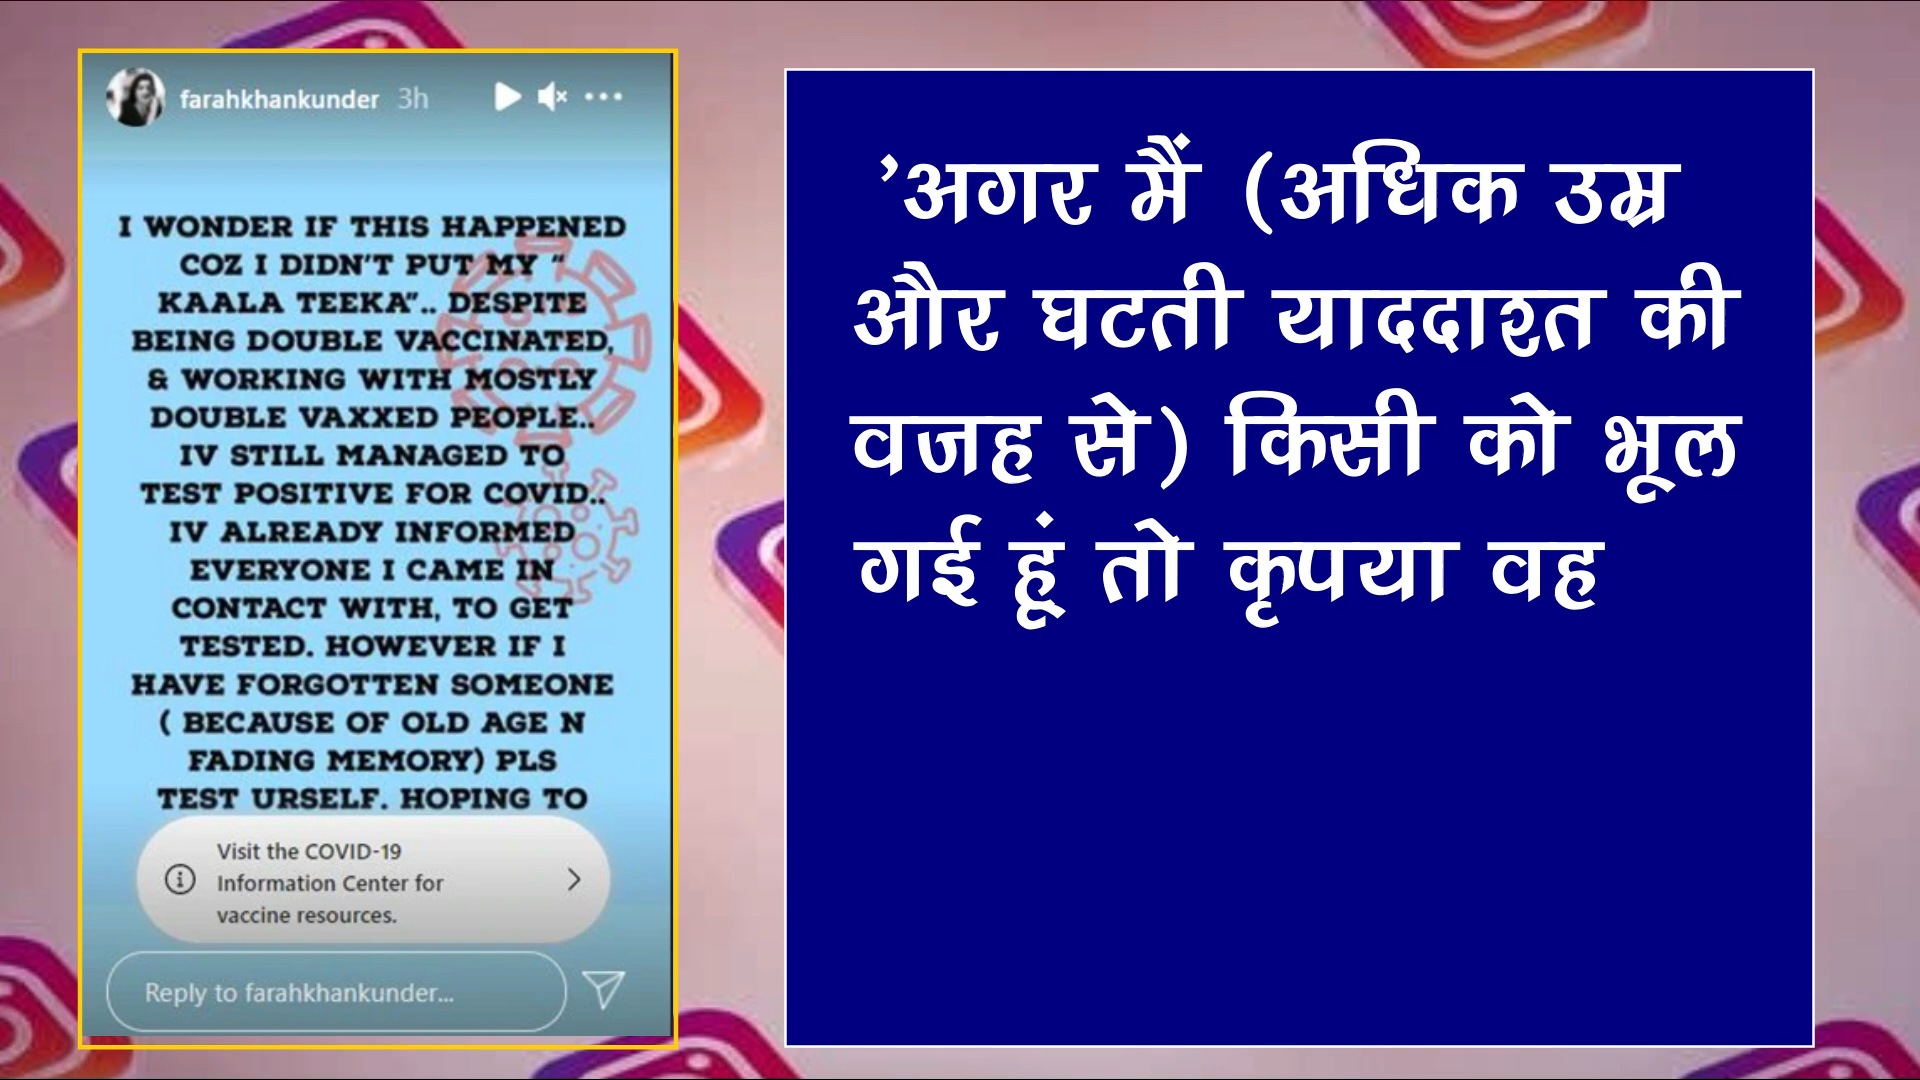 farahkhankunder 3h
I WONDER IF THIS HAPPENED
COZ I DIDN'T PUT MY “
KAALA TEEKA”.. DESPITE
BEING DOUBLE VACCINATED,
& WORKING WITH MOSTLY
DOUBLE VAXXED PEOPLE..
IV STILL MANAGED TO
TEST POSITIVE FOR COVID..
IV ALREADY INFORMED
EVERYONE I CAME IN
CONTACT WITH, TO GET
TESTED. HOWEVER IF I
HAVE FORGOTTEN SOMEONE
( BECAUSE OF OLD AGE N
FADING MEMORY) PLS
TEST URSELF. HOPING TO
Visit the COVID-19
Information Center for
vaccine resources.
Reply to farahkhankunder...
’अगर मैं (अधिक उम्र
और घटती याददाश्त की
वजह से) किसी को भूल
गई हूं तो कृपया वह